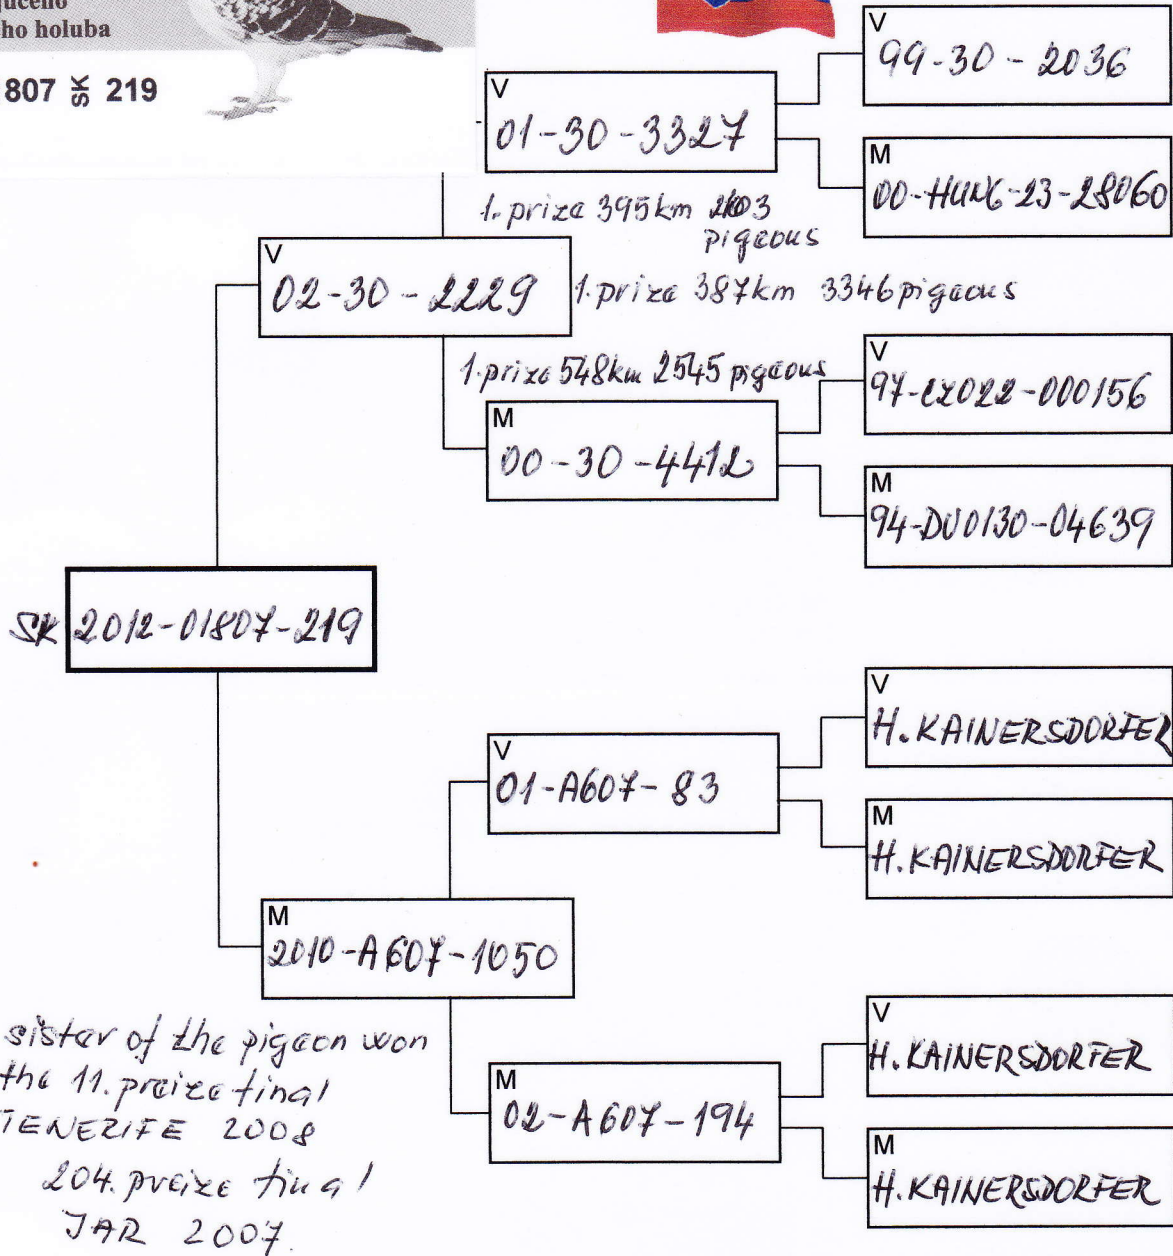 ho holuba
807 SK 219
V
99-30-2036
V
01-30-3327
M
00-HUNG-23-28060
1. prize 395km 2103
pigeons
V
02-30-2229
1. prize 387km 3346 pigeons
1. prize 548km 2545 pigeons
V
97-CZ022-000156
M
00-30-4412
M
94-DV0130-04639
SK 2012-01807-219
V
H. KAINERSDORFER
V
01-A607-83
M
H. KAINERSDORFER
M
2010-A607-1050
V
H. KAINERSDORFER
M
02-A607-194
M
H. KAINERSDORFER
sister of the pigeon won
the 11. preize final
TENERIFE 2008
204. preize final
JAR 2007.